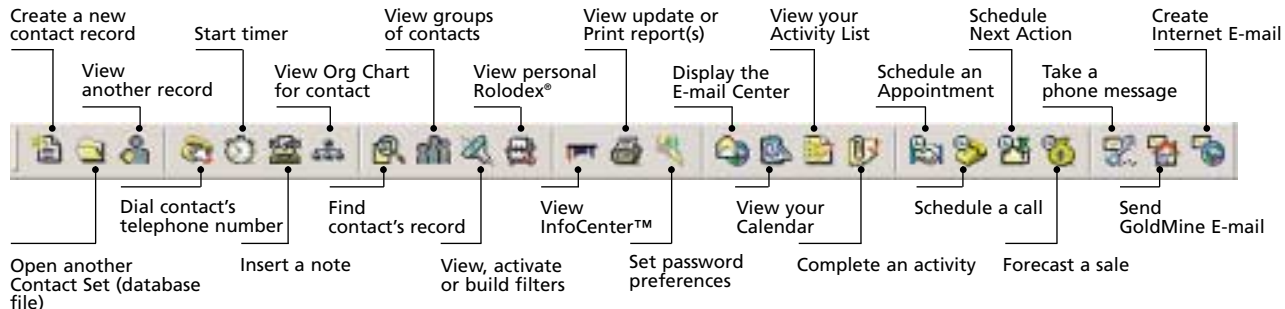 Create a new
contact record
View
another record
Start timer
View Org Chart
for contact
View groups
of contacts
View personal
Rolodex®
View update or
Print report(s)
Display the
E-mail Center
View your
Activity List
Schedule an
Appointment
Schedule
Next Action
Take a
phone message
Create
Internet E-mail
Open another
Contact Set (database
file)
Dial contact's
telephone number
Insert a note
Find
contact's record
View, activate
or build filters
View
InfoCenter™
Set password
preferences
View your
Calendar
Complete an activity
Schedule a call
Forecast a sale
Send
GoldMine E-mail